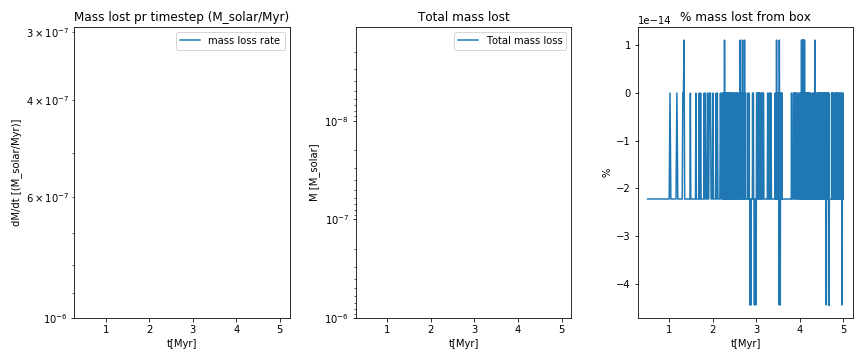 Mass lost pr timestep (M_solar/Myr)
3 × 10⁻⁷
4 × 10⁻⁷
6 × 10⁻⁷
10⁻⁶
dM/dt [(M_solar/Myr)]
mass loss rate
1 2 3 4 5
t[Myr]
Total mass lost
10⁻⁸
10⁻⁷
10⁻⁶
M [M_solar]
Total mass loss
1 2 3 4 5
t[Myr]
% mass lost from box
1e−14
1
0
−1
−2
−3
−4
%
1 2 3 4 5
t[Myr]